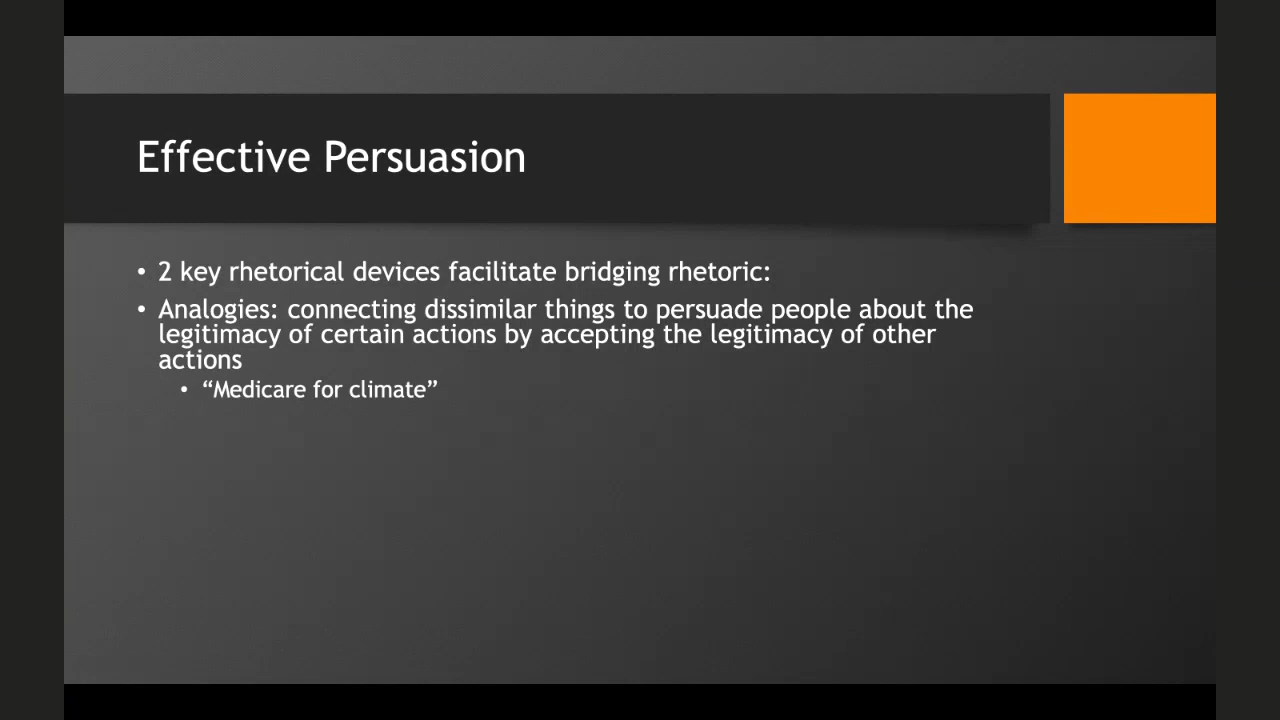 Effective Persuasion
• 2 key rhetorical devices facilitate bridging rhetoric:
• Analogies: connecting dissimilar things to persuade people about the
legitimacy of certain actions by accepting the legitimacy of other
actions
• “Medicare for climate”